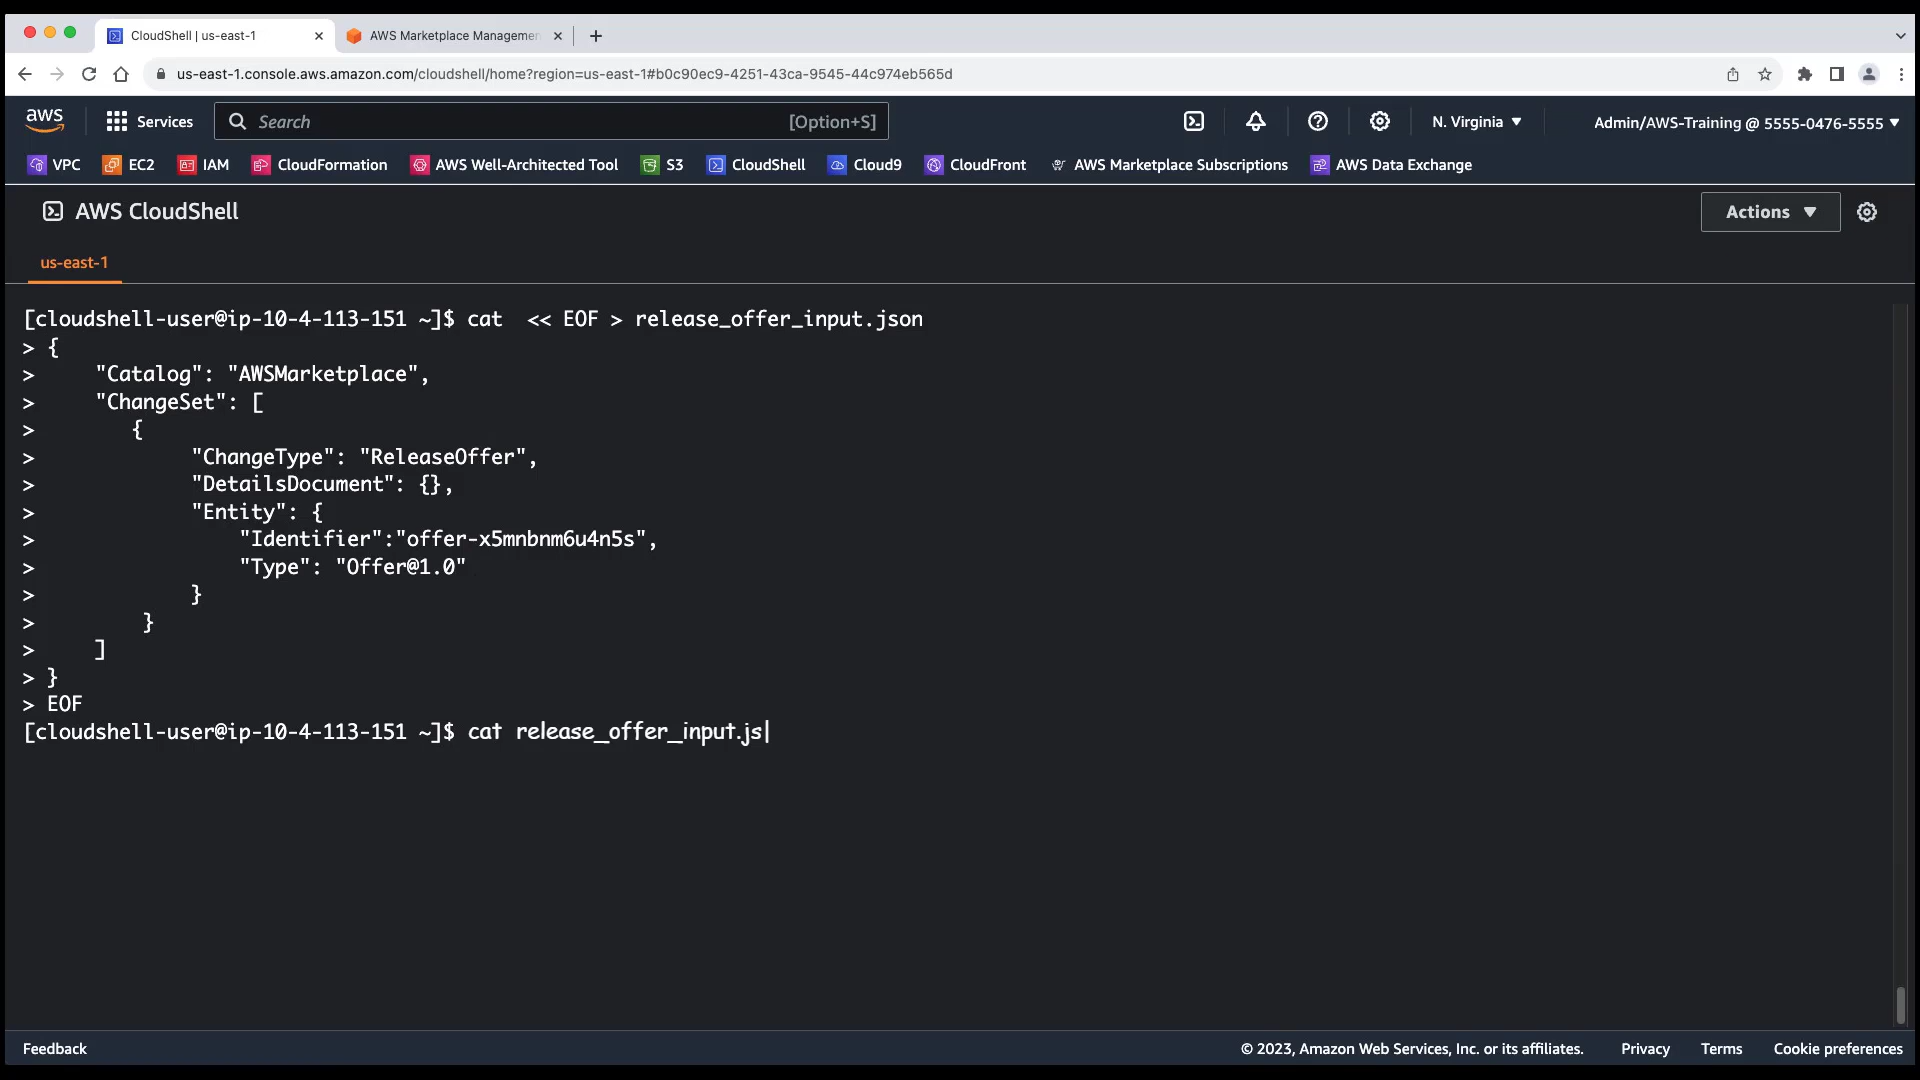 CloudShell | us-east-1
AWS Marketplace Managemen
us-east-1.console.aws.amazon.com/cloudshell/home?region=us-east-1#b0c90ec9-4251-43ca-9545-44c974eb565d
aws Services Search [Option+S] N. Virginia Admin/AWS-Training @ 5555-0476-5555
VPC EC2 IAM CloudFormation AWS Well-Architected Tool S3 CloudShell Cloud9 CloudFront AWS Marketplace Subscriptions AWS Data Exchange
AWS CloudShell Actions
us-east-1
[cloudshell-user@ip-10-4-113-151 ~]$ cat  << EOF > release_offer_input.json
> {
>     "Catalog": "AWSMarketplace",
>     "ChangeSet": [
>        {
>             "ChangeType": "ReleaseOffer",
>             "DetailsDocument": {},
>             "Entity": {
>                 "Identifier":"offer-x5mnbnm6u4n5s",
>                 "Type": "Offer@1.0"
>             }
>         }
>     ]
> }
> EOF
[cloudshell-user@ip-10-4-113-151 ~]$ cat release_offer_input.js
Feedback © 2023, Amazon Web Services, Inc. or its affiliates. Privacy Terms Cookie preferences